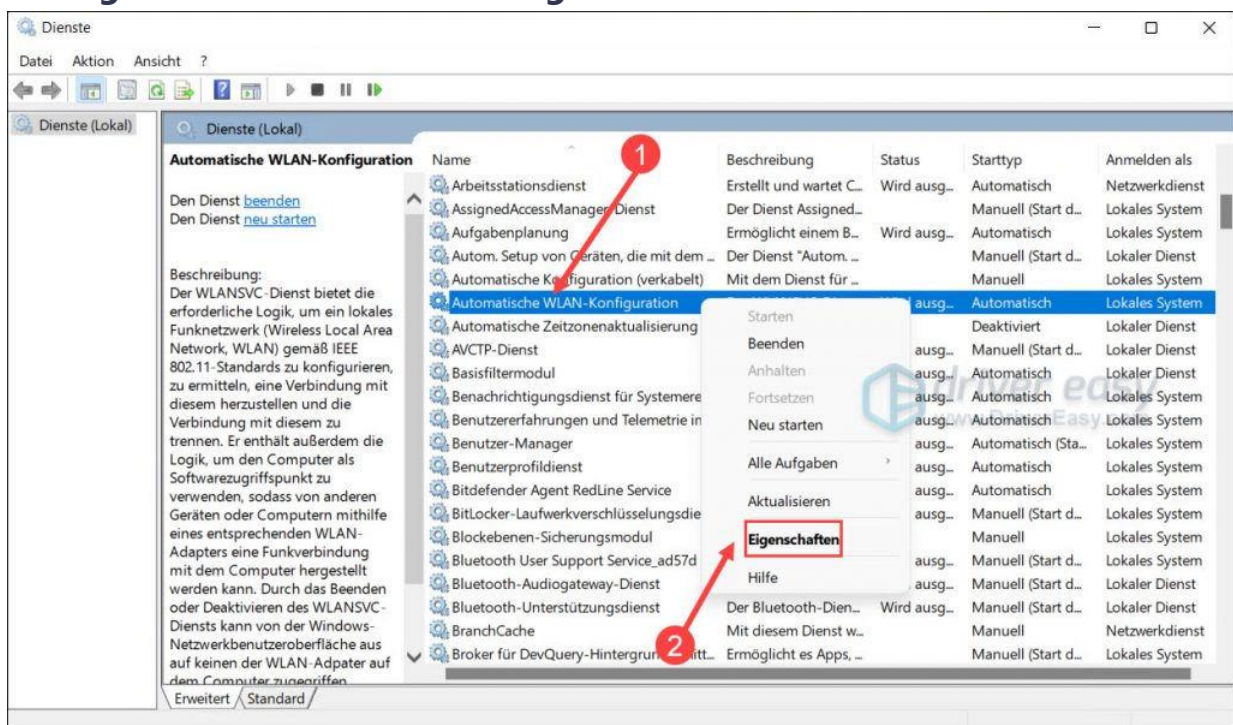 Dienste
Datei Aktion Ansicht ?
Dienste (Lokal)
Dienste (Lokal)
Automatische WLAN-Konfiguration
Den Dienst beenden
Den Dienst neu starten
Beschreibung:
Der WLANSVC-Dienst bietet die
erforderliche Logik, um ein lokales
Funknetzwerk (Wireless Local Area
Network, WLAN) gemäß IEEE
802.11-Standards zu konfigurieren,
zu ermitteln, eine Verbindung mit
diesem herzustellen und die
Verbindung mit diesem zu
trennen. Er enthält außerdem die
Logik, um den Computer als
Softwarezugriffspunkt zu
verwenden, sodass von anderen
Geräten oder Computern mithilfe
eines entsprechenden WLAN-
Adapters eine Funkverbindung
mit dem Computer hergestellt
werden kann. Durch das Beenden
oder Deaktivieren des WLANSVC-
Diensts kann von der Windows-
Netzwerkbenutzeroberfläche aus
auf keinen der WLAN-Adpater auf
dem Computer zugegriffen
Name Beschreibung Status Starttyp Anmelden als
1
Arbeitsstationsdienst Erstellt und wartet C... Wird ausg... Automatisch Netzwerkdienst
AssignedAccessManager-Dienst Der Dienst Assigned... Manuell (Start d... Lokales System
Aufgabenplanung Ermöglicht einem B... Wird ausg... Automatisch Lokales System
Autom. Setup von Geräten, die mit dem ... Der Dienst "Autom. ... Manuell (Start d... Lokaler Dienst
Automatische Konfiguration (verkabelt) Mit dem Dienst für ... Manuell Lokales System
Automatische WLAN-Konfiguration ausg... Automatisch Lokales System
Automatische Zeitzonenaktualisierung Deaktiviert Lokaler Dienst
AVCTP-Dienst ausg... Manuell (Start d... Lokaler Dienst
Basisfiltermodul ausg... Automatisch Lokaler Dienst
Benachrichtigungsdienst für Systemere ausg... Automatisch Lokales System
Benutzererfahrungen und Telemetrie in ausg... Automatisch Lokales System
Benutzer-Manager ausg... Automatisch (Sta... Lokales System
Benutzerprofildienst ausg... Automatisch Lokales System
Bitdefender Agent RedLine Service ausg... Automatisch Lokales System
BitLocker-Laufwerkverschlüsselungsdie ausg... Manuell (Start d... Lokales System
Blockebenen-Sicherungsmodul Manuell Lokales System
Bluetooth User Support Service_ad57d ausg... Manuell (Start d... Lokales System
Bluetooth-Audiogateway-Dienst ausg... Manuell (Start d... Lokaler Dienst
Bluetooth-Unterstützungsdienst Der Bluetooth-Dien... Wird ausg... Manuell (Start d... Lokaler Dienst
BranchCache Mit diesem Dienst w... Manuell Netzwerkdienst
Broker für DevQuery-Hintergrun Ermöglicht es Apps, ... Manuell (Start d... Lokales System
Starten
Beenden
Anhalten
Fortsetzen
Neu starten
Alle Aufgaben
Aktualisieren
Eigenschaften
Hilfe
2
driver easy
www.DriverEasy.com
Erweitert Standard